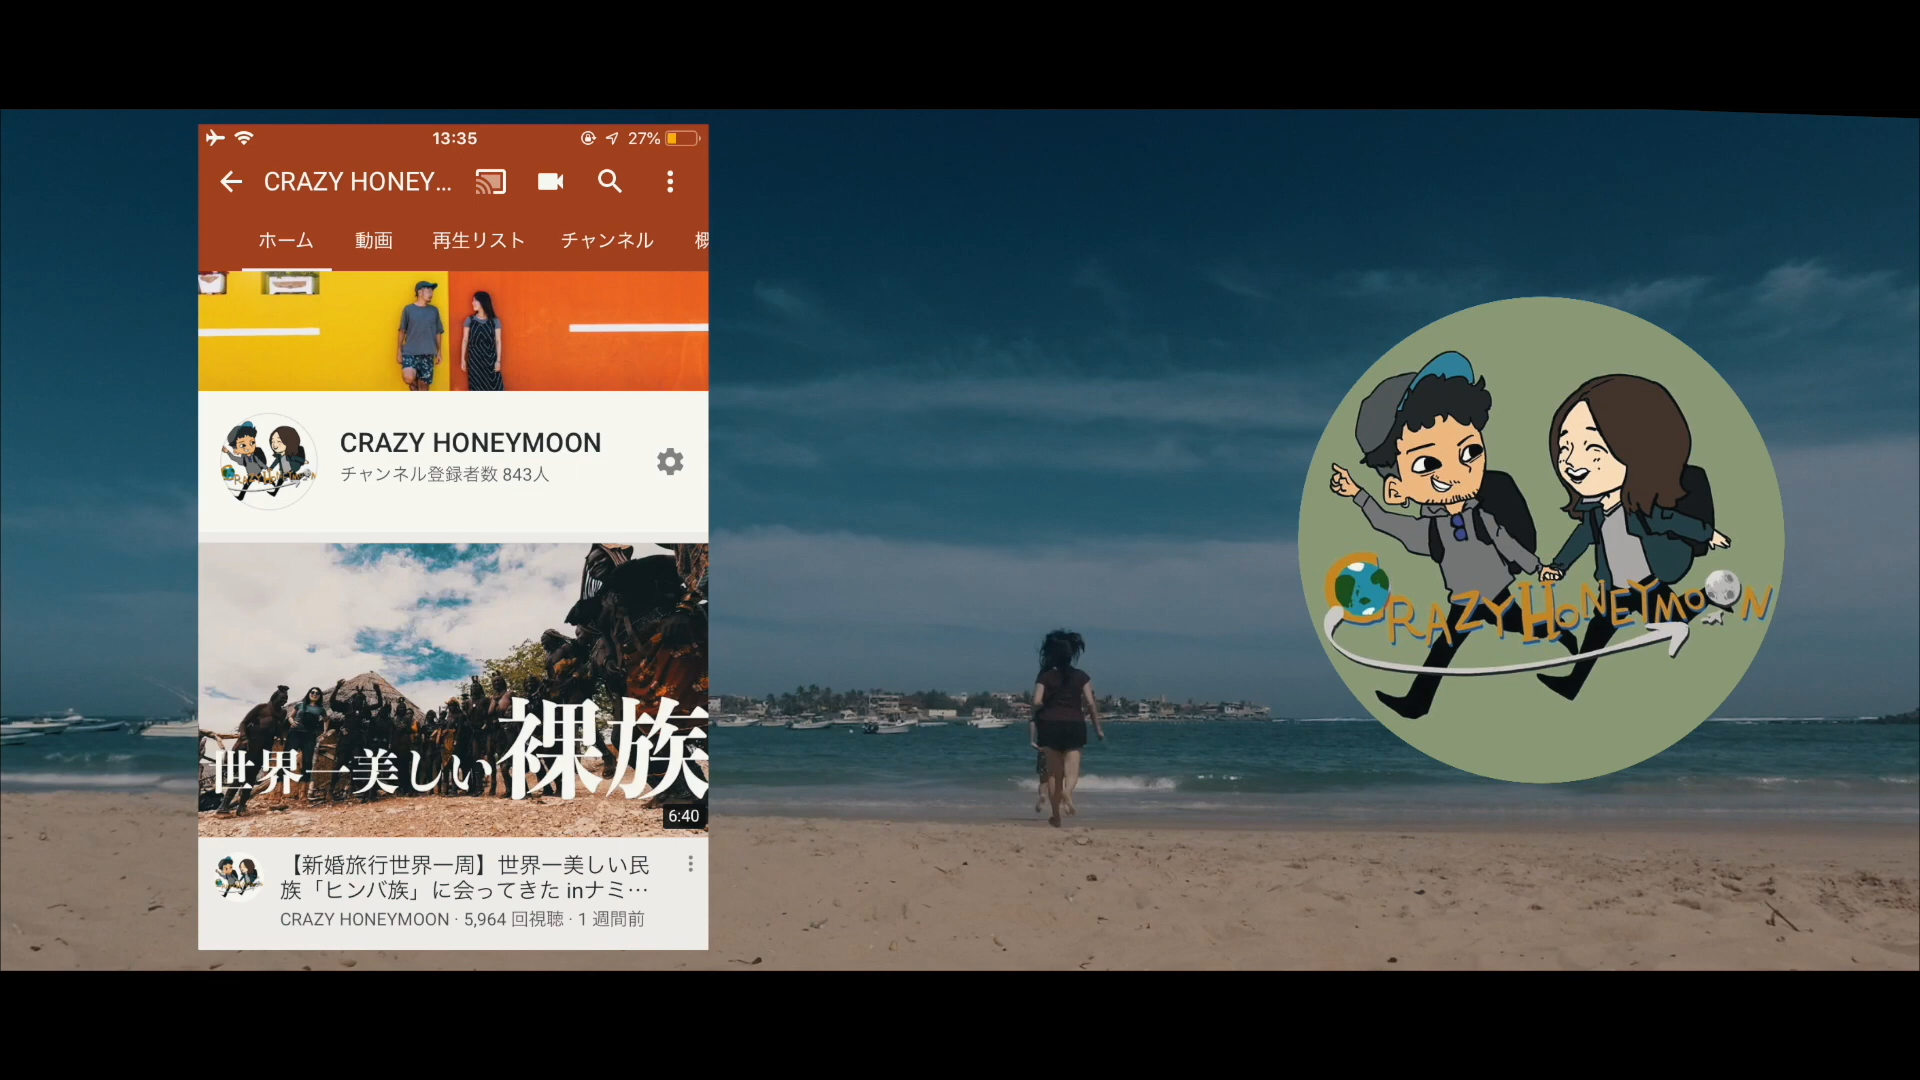 13:35
27%
CRAZY HONEY...
ホーム 動画 再生リスト チャンネル 概
CRAZY HONEYMOON
チャンネル登録者数 843人
世界一美しい裸族
6:40
【新婚旅行世界一周】世界一美しい民
族「ヒンバ族」に会ってきた inナミ…
CRAZY HONEYMOON · 5,964 回視聴 · 1 週間前
CRAZY HONEYMOON